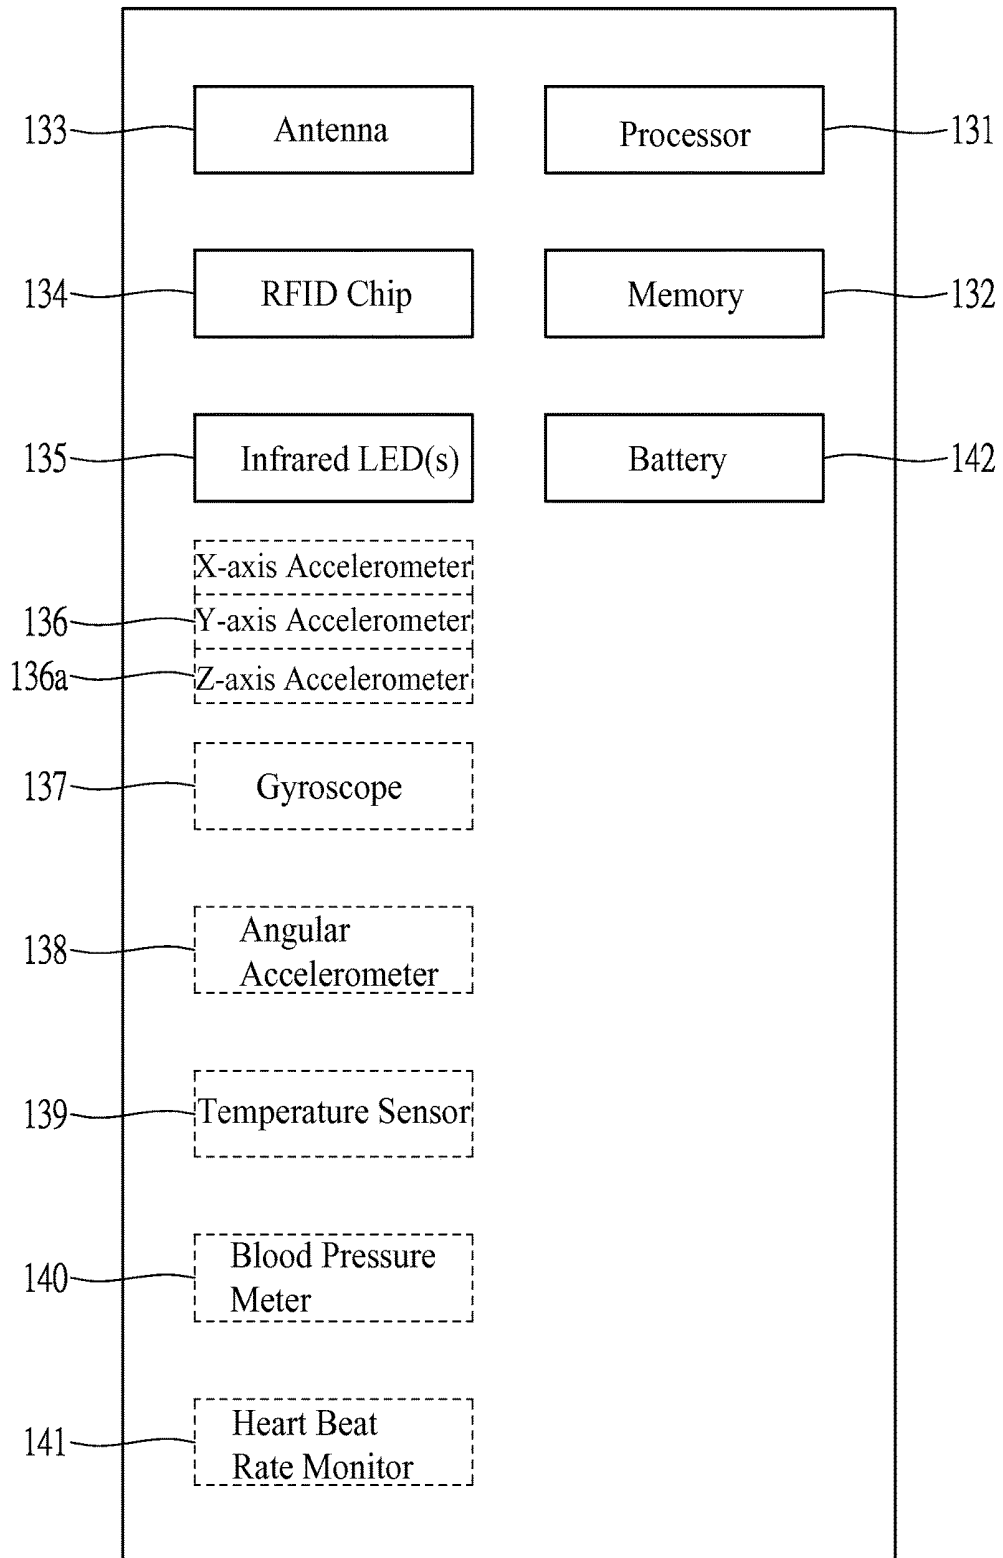 133 Antenna Processor 131
134 RFID Chip Memory 132
135 Infrared LED(s) Battery 142
X-axis Accelerometer
136 Y-axis Accelerometer
136a Z-axis Accelerometer
137 Gyroscope
138 Angular
Accelerometer
139 Temperature Sensor
140 Blood Pressure
Meter
141 Heart Beat
Rate Monitor